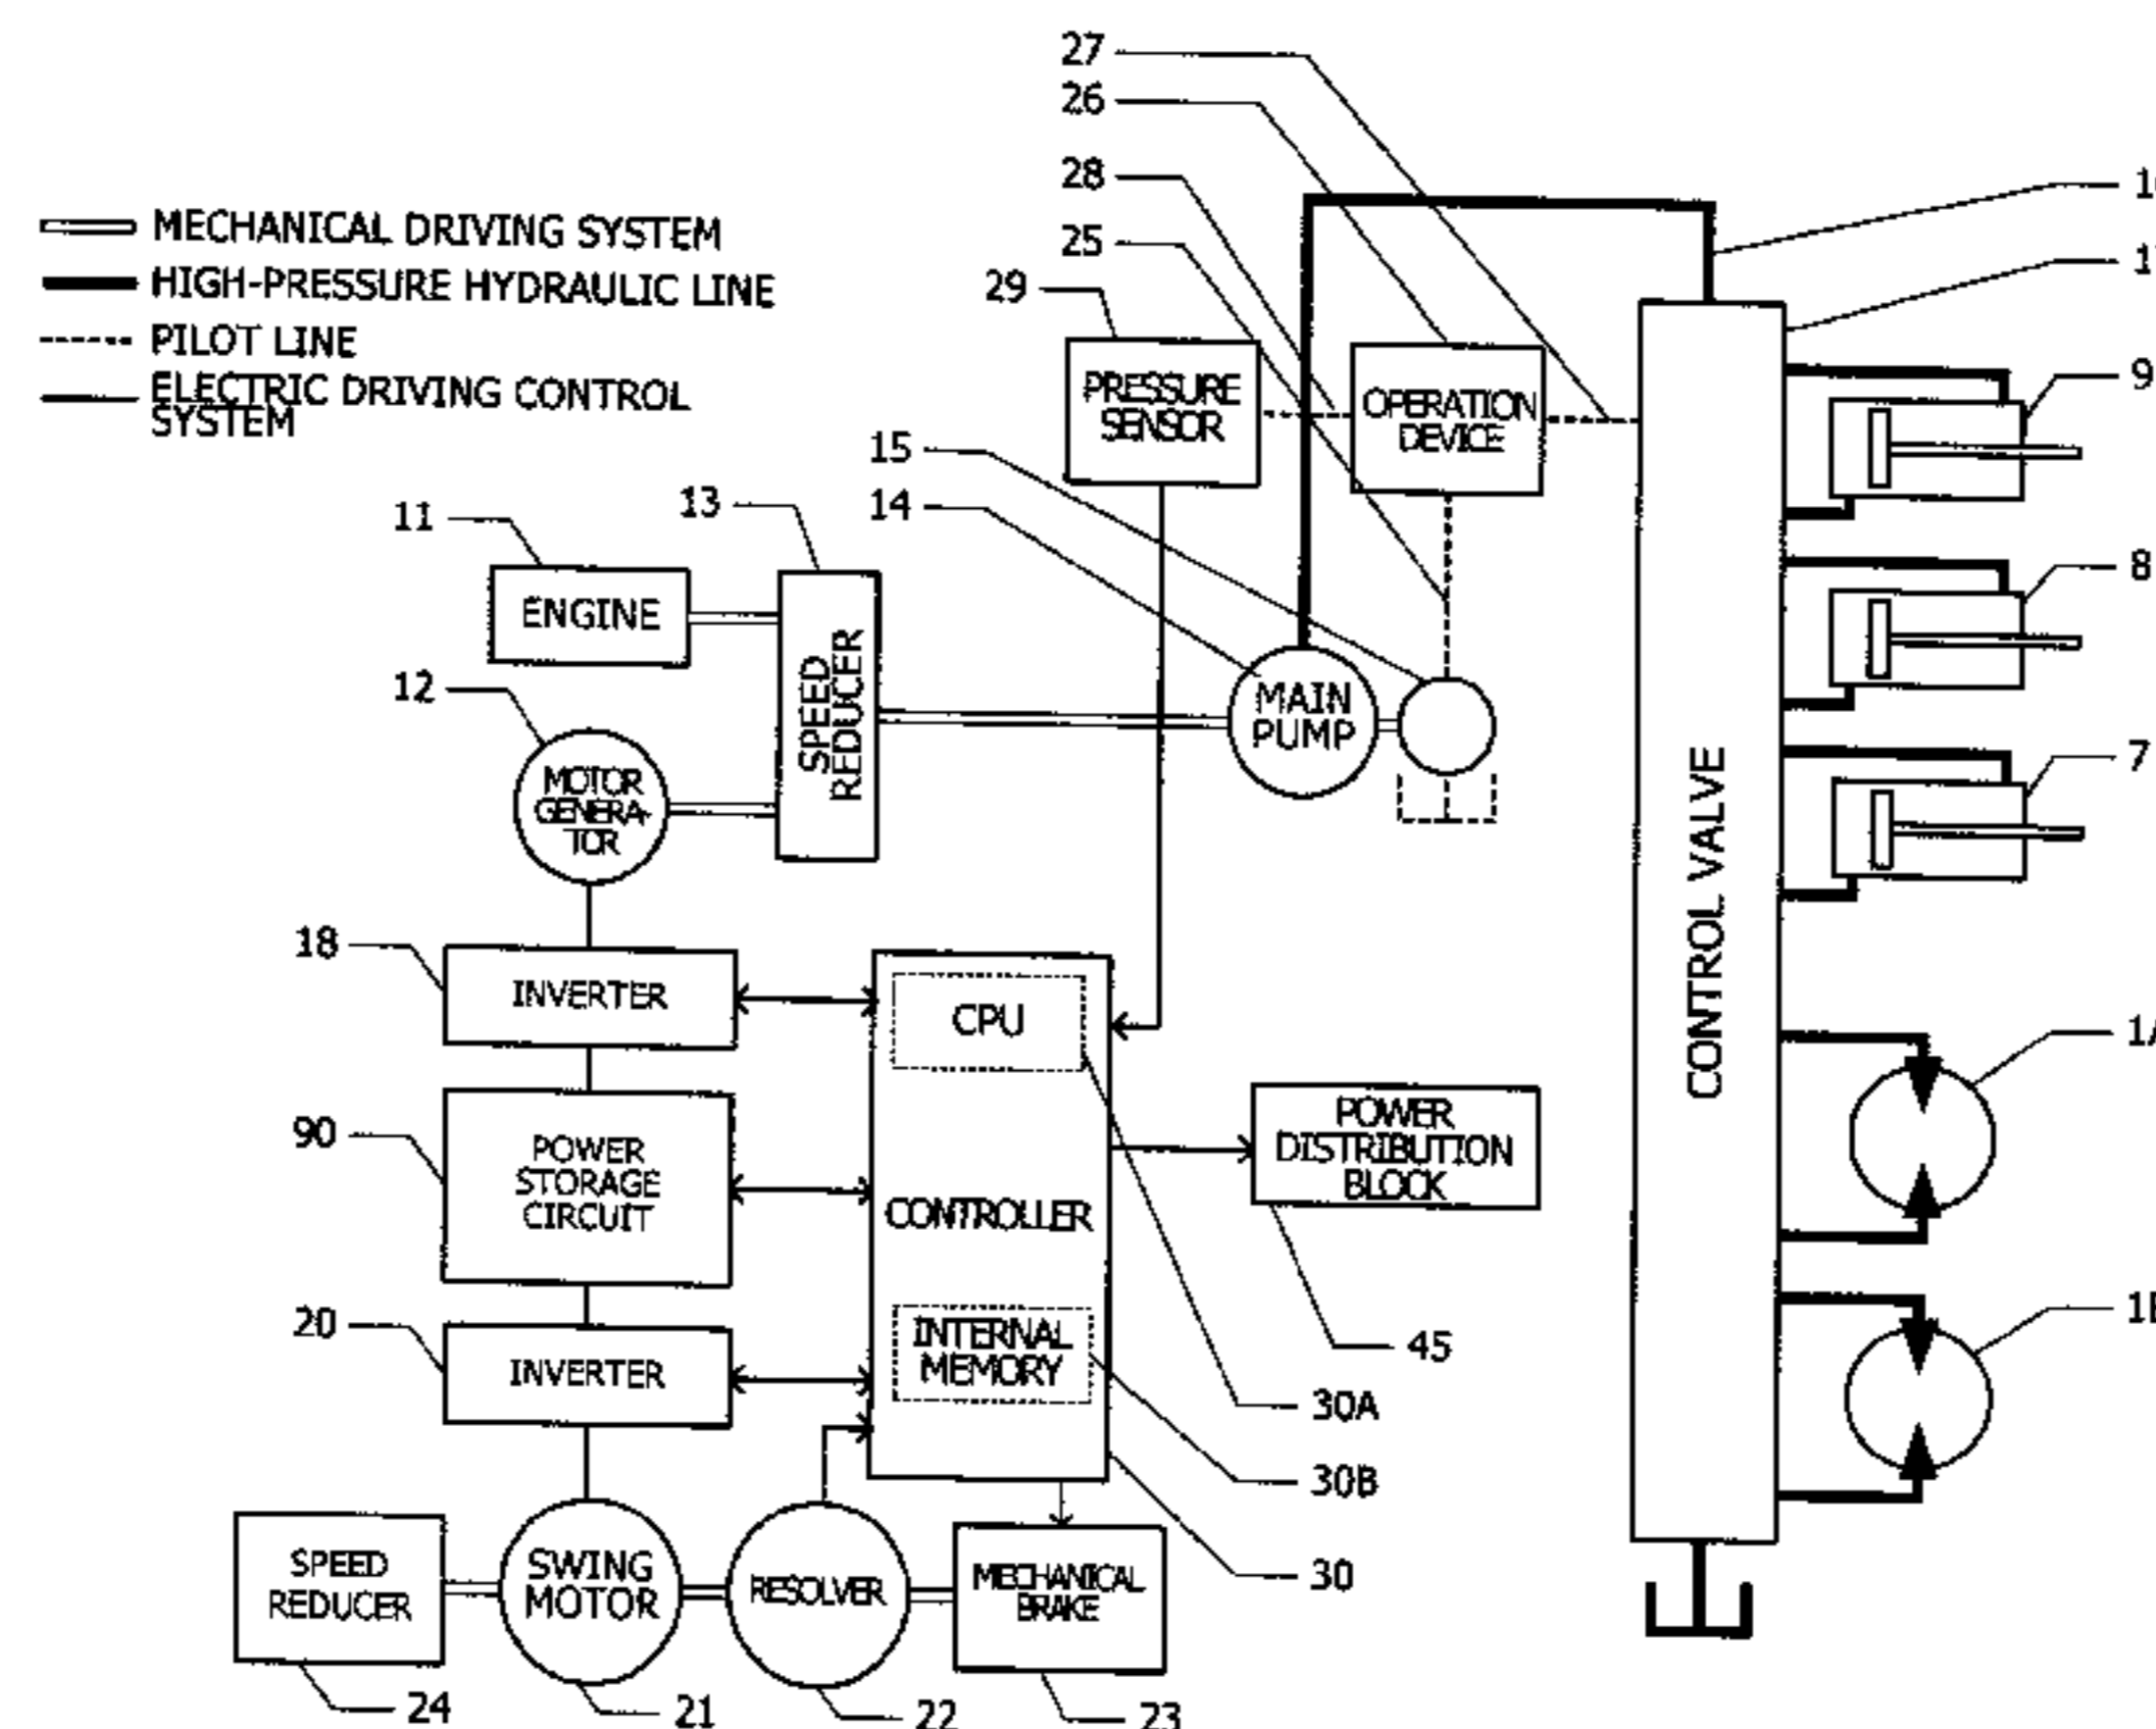 27
26
28
25
29
MECHANICAL DRIVING SYSTEM
HIGH-PRESSURE HYDRAULIC LINE
PILOT LINE
ELECTRIC DRIVING CONTROL
SYSTEM
9
8
7
PRESSURE
SENSOR
OPERATION
DEVICE
15
14
13
11
ENGINE
12
SPEED
REDUCER
MAIN
PUMP
MOTOR
GENERA-
TOR
CONTROL VALVE
18
INVERTER
CPU
90
POWER
STORAGE
CIRCUIT
CONTROLLER
POWER
DISTRIBUTION
BLOCK
20
INVERTER
INTERNAL
MEMORY
45
30A
30B
30
SPEED
REDUCER
SWING
MOTOR
RESOLVER
MECHANICAL
BRAKE
24
21
22
23